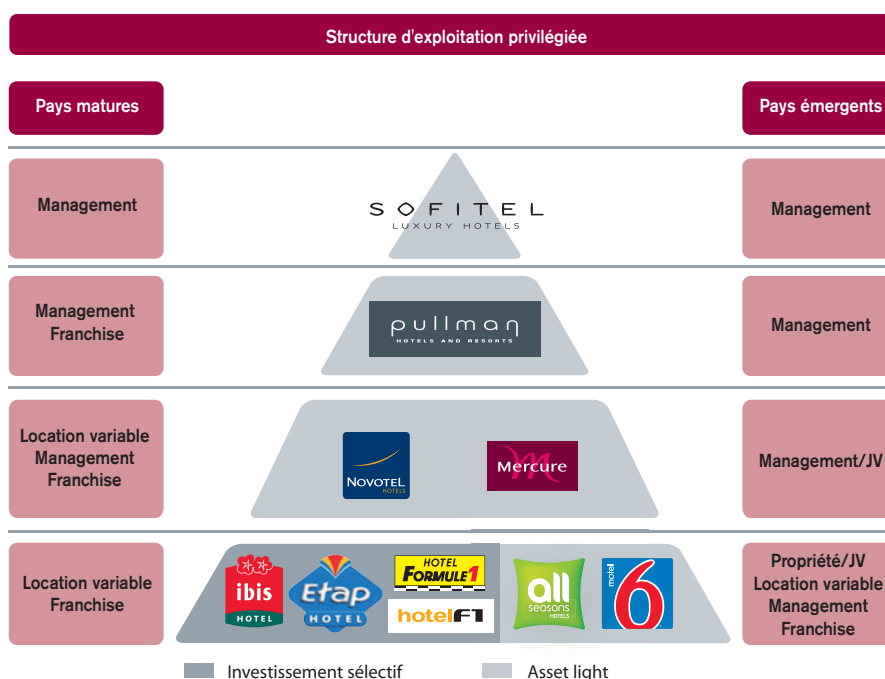 Structure d'exploitation privilégiée
Pays matures
Pays émergents
Management
SOFITEL
LUXURY HOTELS
Management
Management
Franchise
pullman
HOTELS AND RESORTS
Management
Location variable
Management
Franchise
NOVOTEL
HOTELS
Mercure
Management/JV
Location variable
Franchise
ibis
HOTEL
Etap
HOTEL
HOTEL
FORMULE1
hotelF1
all
seasons
HOTELS
motel
6
Propriété/JV
Location variable
Management
Franchise
Investissement sélectif
Asset light